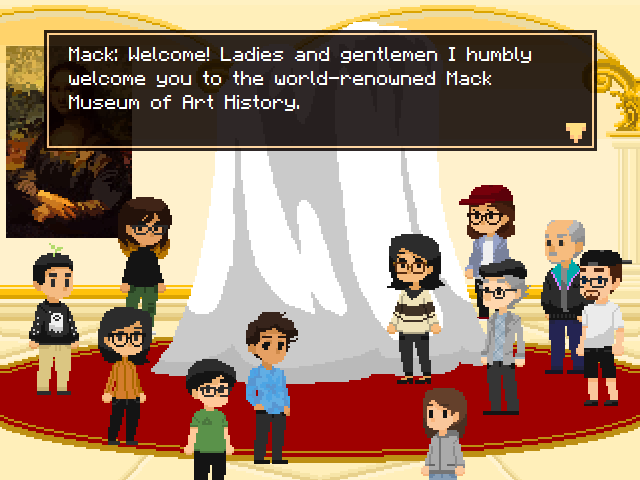 Mack: Welcome! Ladies and gentlemen I humbly
welcome you to the world-renowned Mack
Museum of Art History.